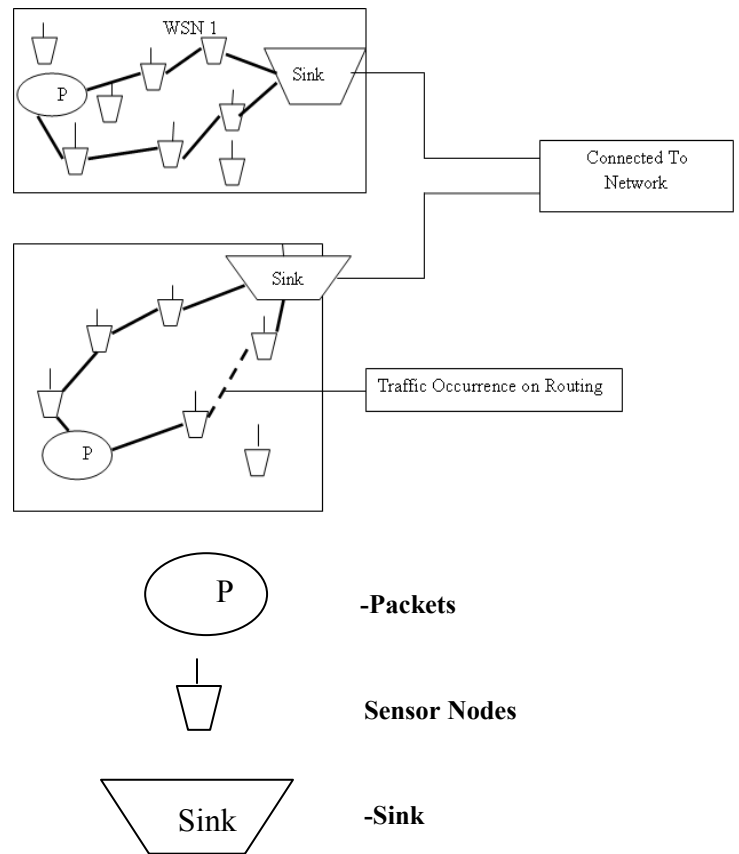 WSN 1
Sink
P
Connected To
Network
Sink
Traffic Occurrence on Routing
P
P
-Packets
Sensor Nodes
Sink
-Sink